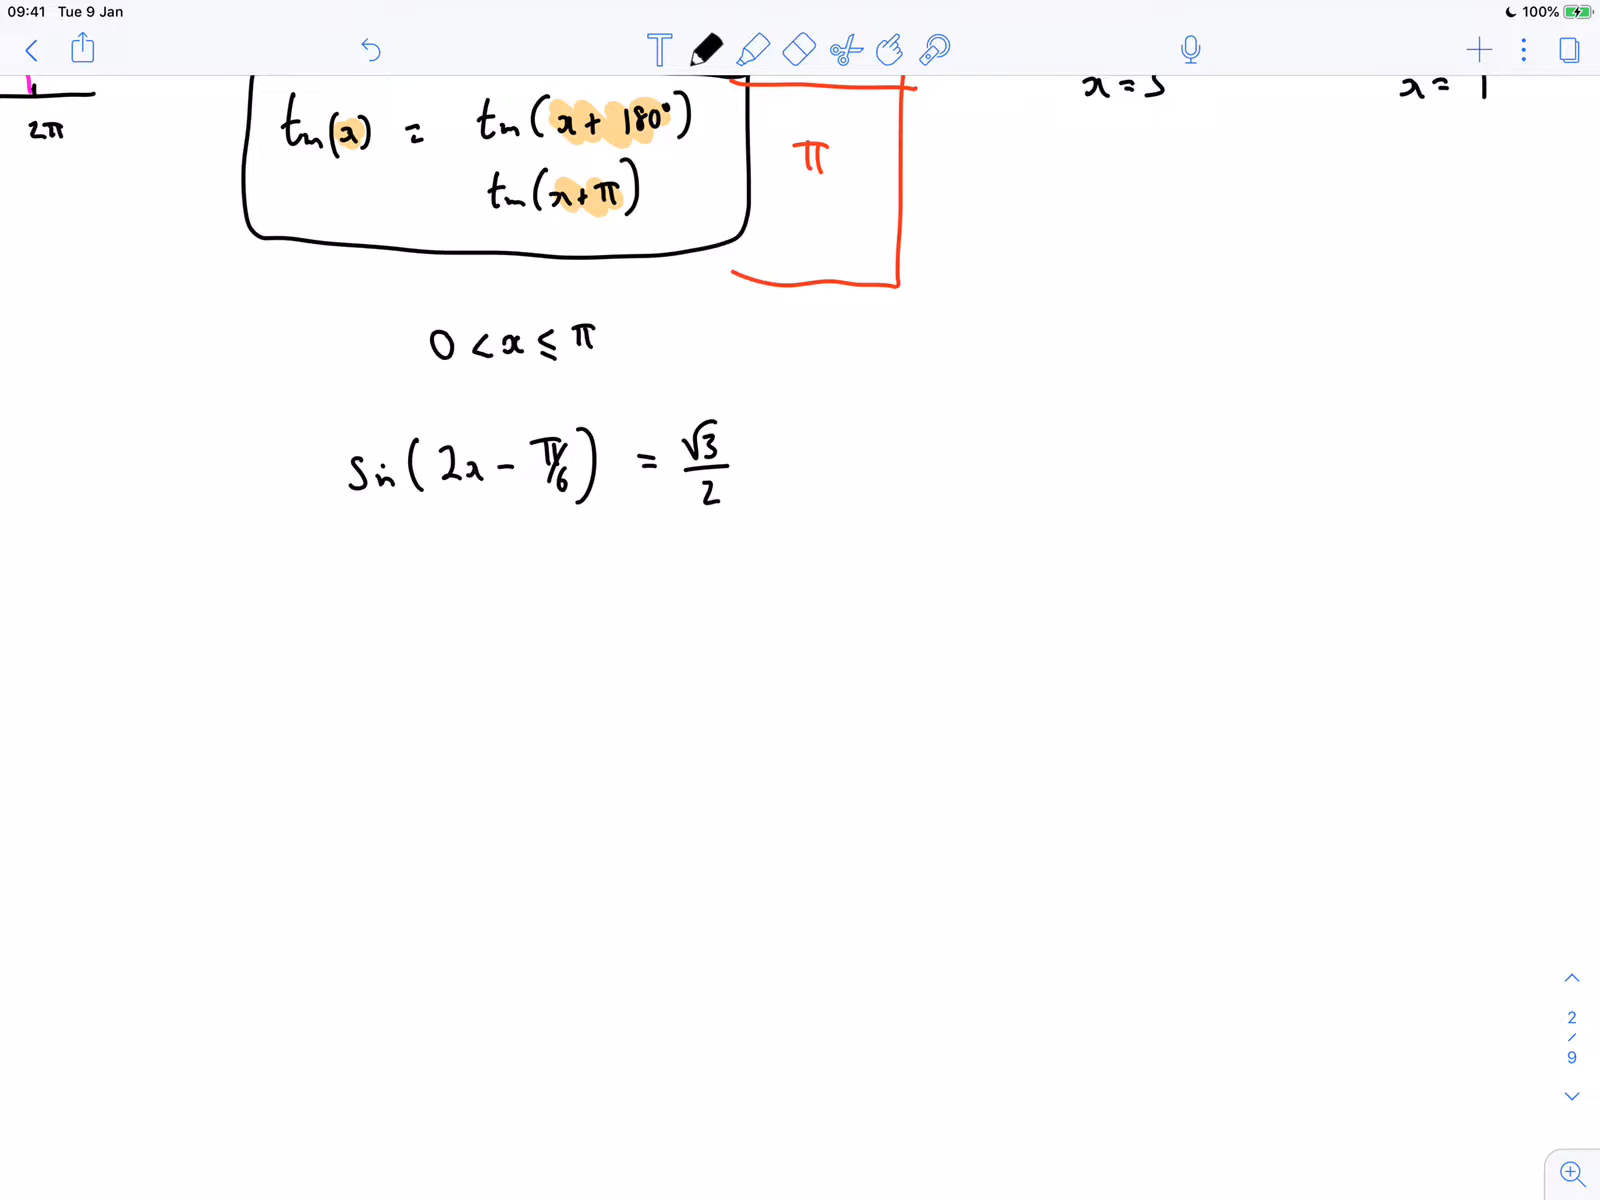 09:41 Tue 9 Jan
100%
T
x = 1
2π
tan(x) = tan(x + 180°)
tan(x + π)
π
0 < x ≤ π
sin(2x - π/6) = √3/2
2
/
9